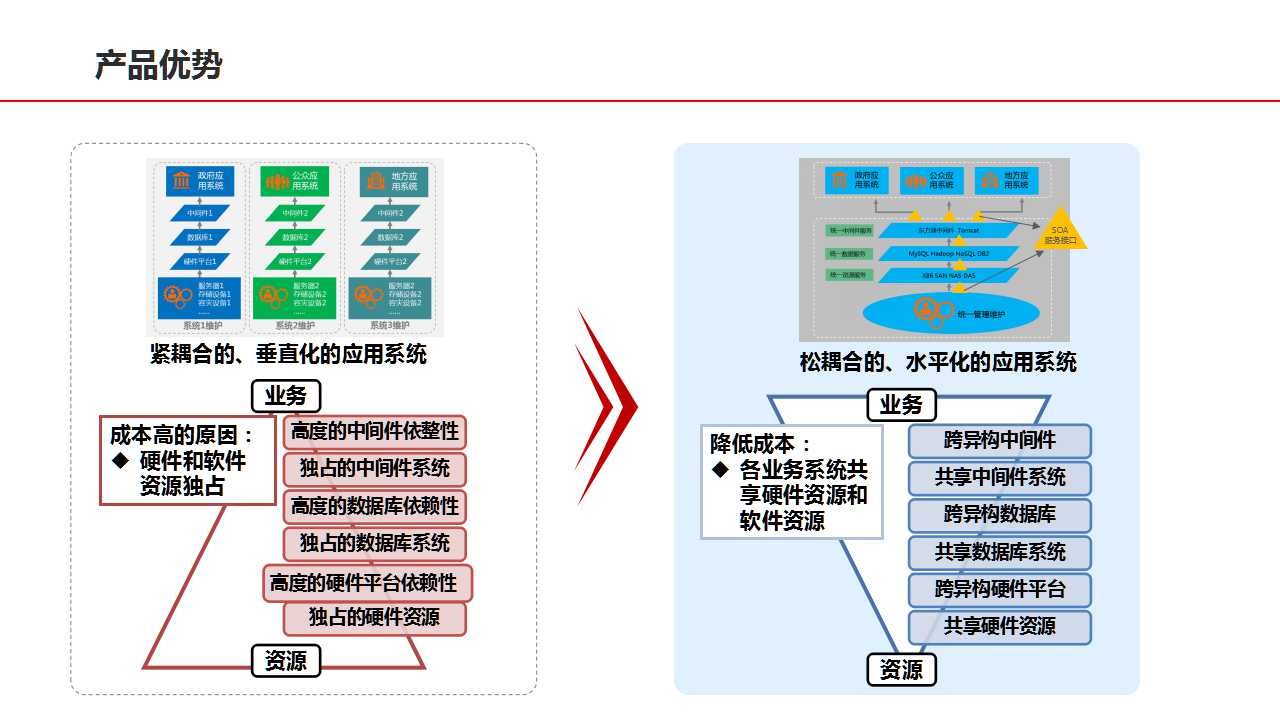 产品优势
政府应
用系统
中间件1
数据库1
硬件平台1
服务器1
存储设备1
容灾设备1
......
系统1维护
公众应
用系统
中间件2
数据库2
硬件平台2
服务器2
存储设备2
容灾设备2
......
系统2维护
地方应
用系统
中间件2
数据库2
硬件平台2
服务器2
存储设备2
容灾设备2
......
系统3维护
紧耦合的、垂直化的应用系统
业务
成本高的原因：
◆ 硬件和软件
资源独占
高度的中间件依整性
独占的中间件系统
高度的数据库依赖性
独占的数据库系统
高度的硬件平台依赖性
独占的硬件资源
资源
政府应
用系统
公众应
用系统
地方应
用系统
统一中间件服务
东方通中间件 Tomcat
SOA
服务接口
统一数据服务
MySQL Hadoop NoSQL DB2
统一资源服务
X86 SAN NAS DAS
统一管理维护
松耦合的、水平化的应用系统
业务
降低成本：
◆ 各业务系统共
享硬件资源和
软件资源
跨异构中间件
共享中间件系统
跨异构数据库
共享数据库系统
跨异构硬件平台
共享硬件资源
资源